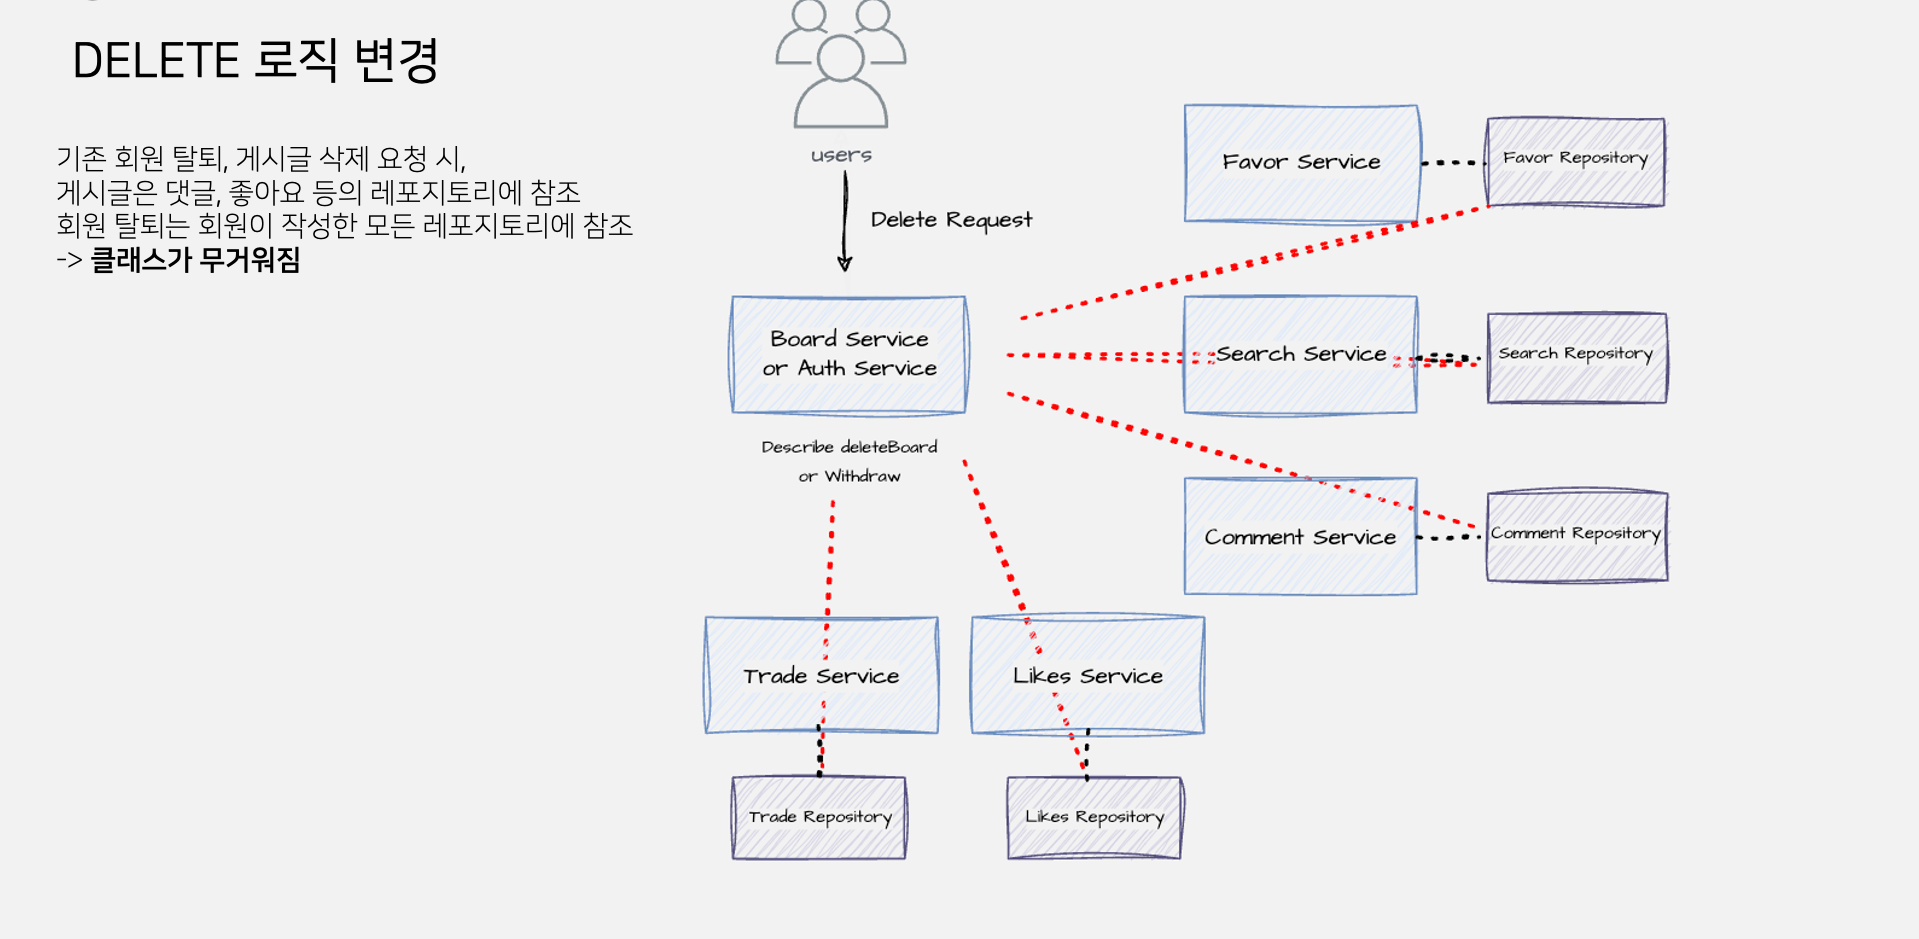 DELETE 로직 변경
기존 회원 탈퇴, 게시글 삭제 요청 시,
게시글은 댓글, 좋아요 등의 레포지토리에 참조
회원 탈퇴는 회원이 작성한 모든 레포지토리에 참조
-> 클래스가 무거워짐
users
Delete Request
Board Service
or Auth Service
Describe deleteBoard
or Withdraw
Favor Service
Favor Repository
Search Service
Search Repository
Comment Service
Comment Repository
Trade Service
Likes Service
Trade Repository
Likes Repository